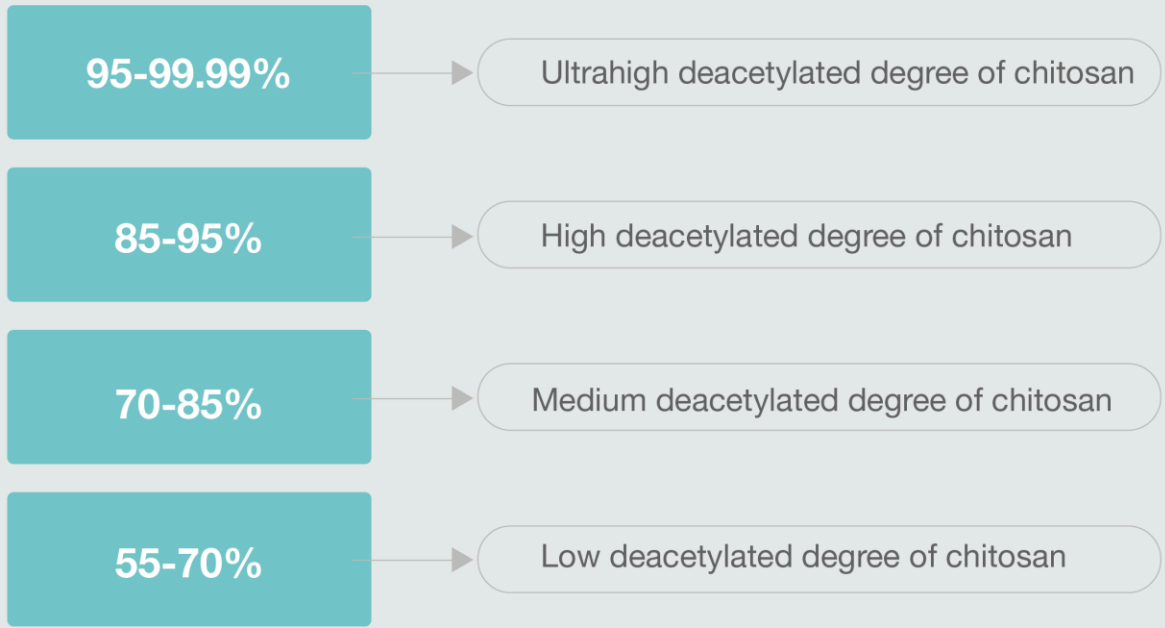 95-99.99%
Ultrahigh deacetylated degree of chitosan
85-95%
High deacetylated degree of chitosan
70-85%
Medium deacetylated degree of chitosan
55-70%
Low deacetylated degree of chitosan